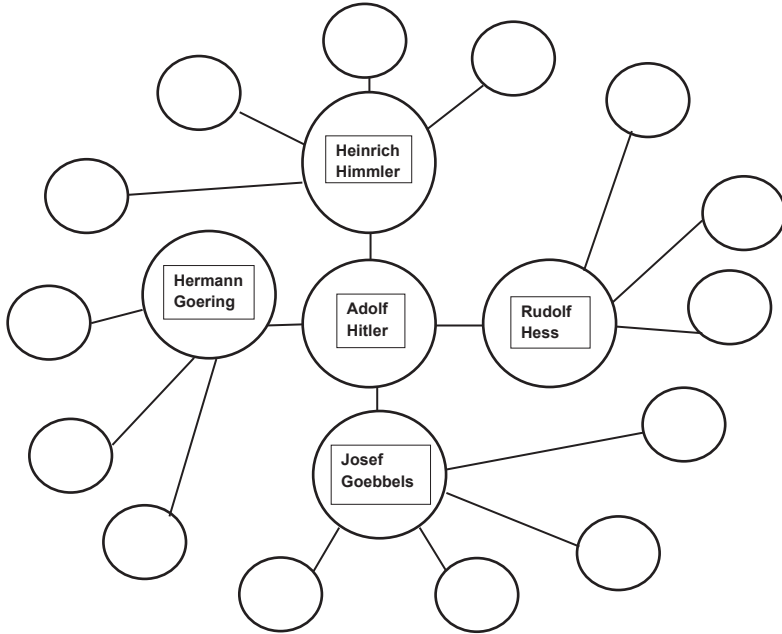 Heinrich
Himmler
Hermann
Goering
Adolf
Hitler
Rudolf
Hess
Josef
Goebbels